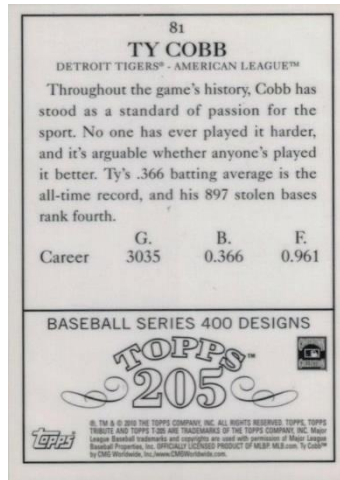 81
TY COBB
DETROIT TIGERS® - AMERICAN LEAGUE™
Throughout the game's history, Cobb has
stood as a standard of passion for the
sport. No one has ever played it harder,
and it's arguable whether anyone's played
it better. Ty's .366 batting average is the
all-time record, and his 897 stolen bases
rank fourth.
G. B. F.
Career 3035 0.366 0.961
BASEBALL SERIES 400 DESIGNS
TOPPS™
205
®, TM & © 2010 THE TOPPS COMPANY, INC. ALL RIGHTS RESERVED. TOPPS, TOPPS
TRIBUTE AND TOPPS T-205 ARE TRADEMARKS OF THE TOPPS COMPANY, INC. Major
League Baseball trademarks and copyrights are used with permission of Major League
Baseball Properties, Inc. OFFICIALLY LICENSED PRODUCT OF MLBP. MLB.com. Ty Cobb™
by CMG Worldwide, Inc./www.CMGWorldwide.com.
Topps